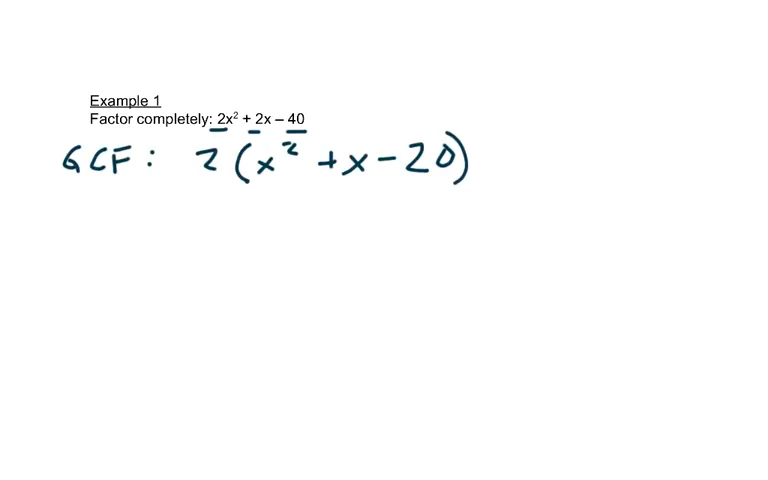 Example 1
Factor completely: 2x² + 2x – 40
GCF: 2(x² + x - 20)